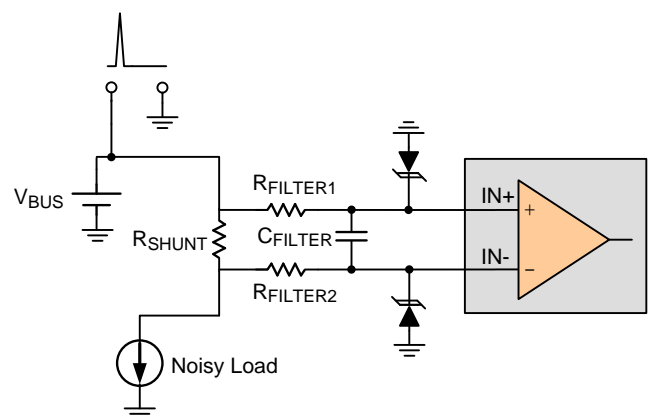 V_BUS
R_SHUNT
R_FILTER1
C_FILTER
R_FILTER2
IN+
+
IN-
−
Noisy Load